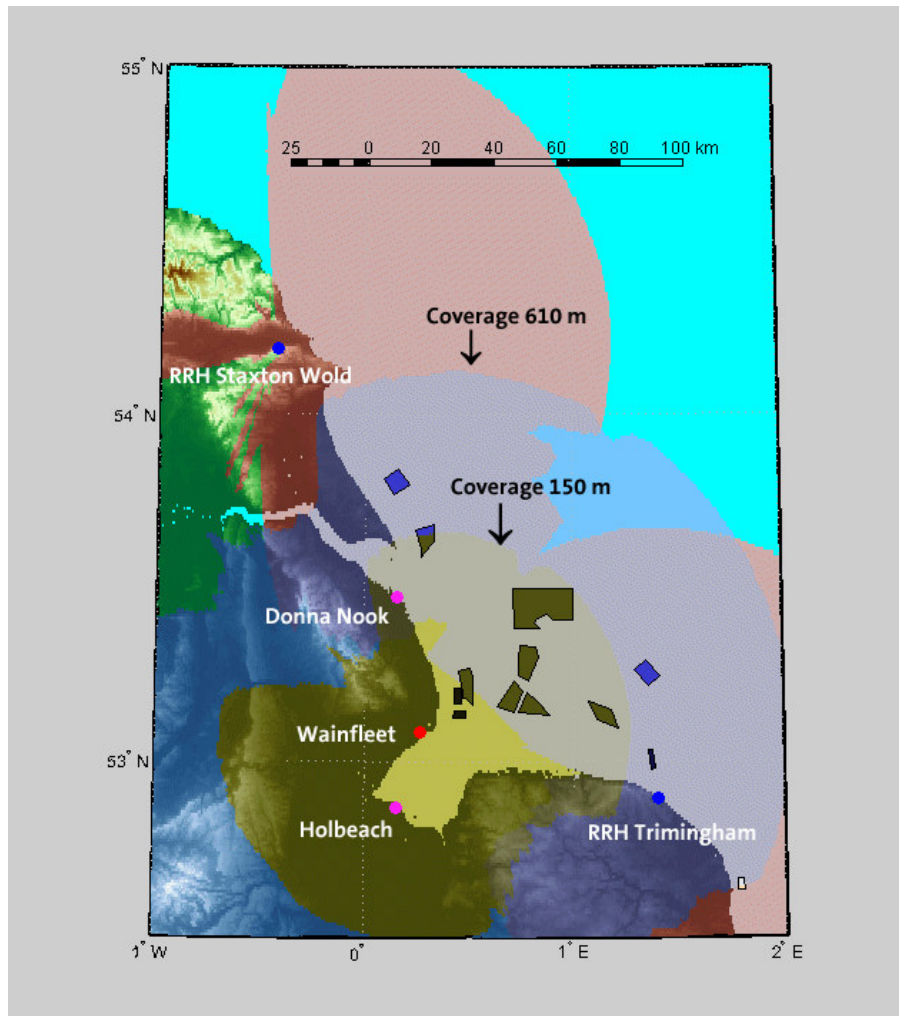 55° N
25 0 20 40 60 80 100 km
Coverage 610 m
RRH Staxton Wold
54° N
Coverage 150 m
Donna Nook
Wainfleet
53° N
Holbeach
RRH Trimingham
1° W 0° 1° E 2° E